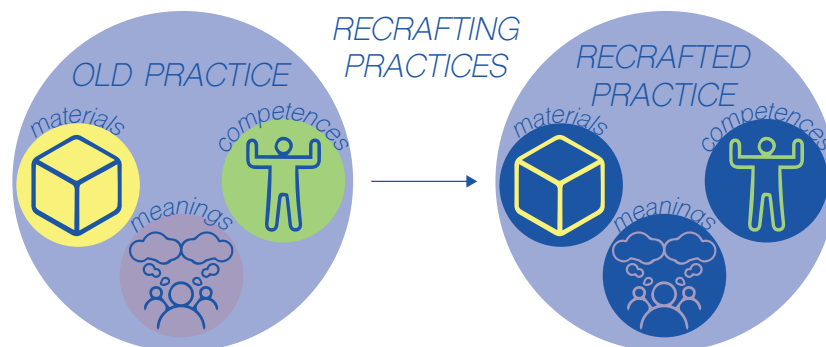 RECRAFTING
PRACTICES
OLD PRACTICE
materials
competences
meanings
RECRAFTED
PRACTICE
materials
competences
meanings